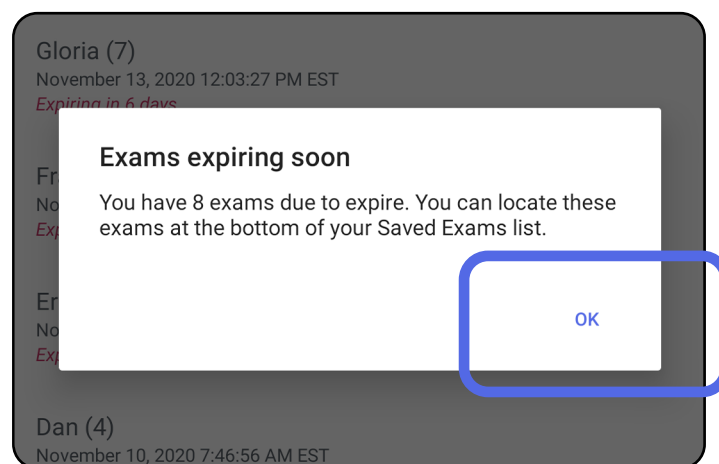 Gloria (7)
November 13, 2020 12:03:27 PM EST
Expiring in 6 days
Exams expiring soon
You have 8 exams due to expire. You can locate these
exams at the bottom of your Saved Exams list.
OK
Dan (4)
November 10, 2020 7:46:56 AM EST